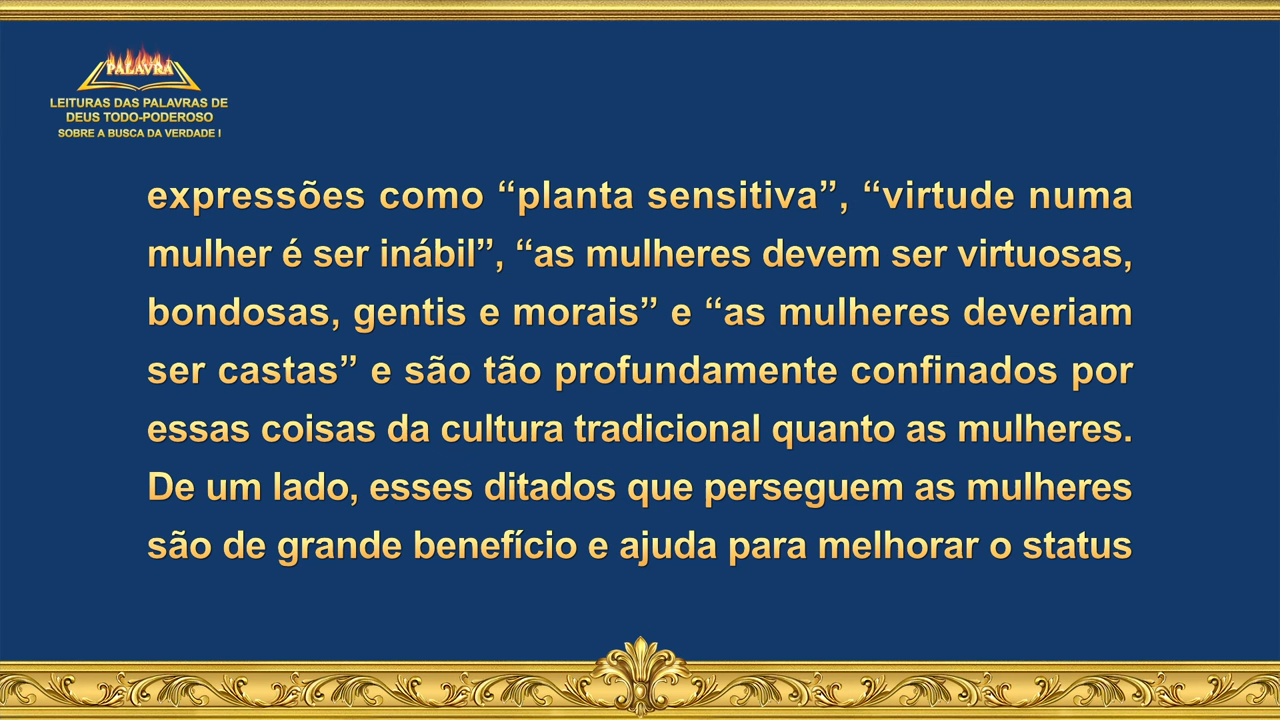 PALAVRA
LEITURAS DAS PALAVRAS DE
DEUS TODO-PODEROSO
SOBRE A BUSCA DA VERDADE I
expressões como “planta sensitiva”, “virtude numa
mulher é ser inábil”, “as mulheres devem ser virtuosas,
bondosas, gentis e morais” e “as mulheres deveriam
ser castas” e são tão profundamente confinados por
essas coisas da cultura tradicional quanto as mulheres.
De um lado, esses ditados que perseguem as mulheres
são de grande benefício e ajuda para melhorar o status